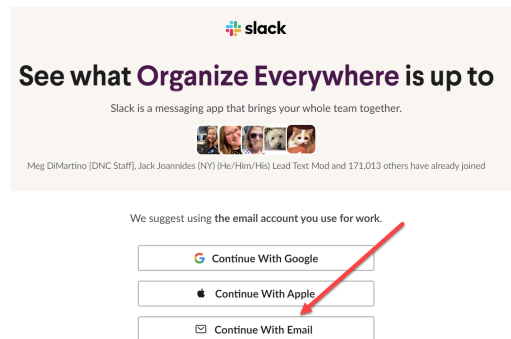 slack
See what Organize Everywhere is up to
Slack is a messaging app that brings your whole team together.
Meg DiMartino [DNC Staff], Jack Joannides (NY) (He/Him/His) Lead Text Mod and 171,013 others have already joined
We suggest using the email account you use for work.
Continue With Google
Continue With Apple
Continue With Email